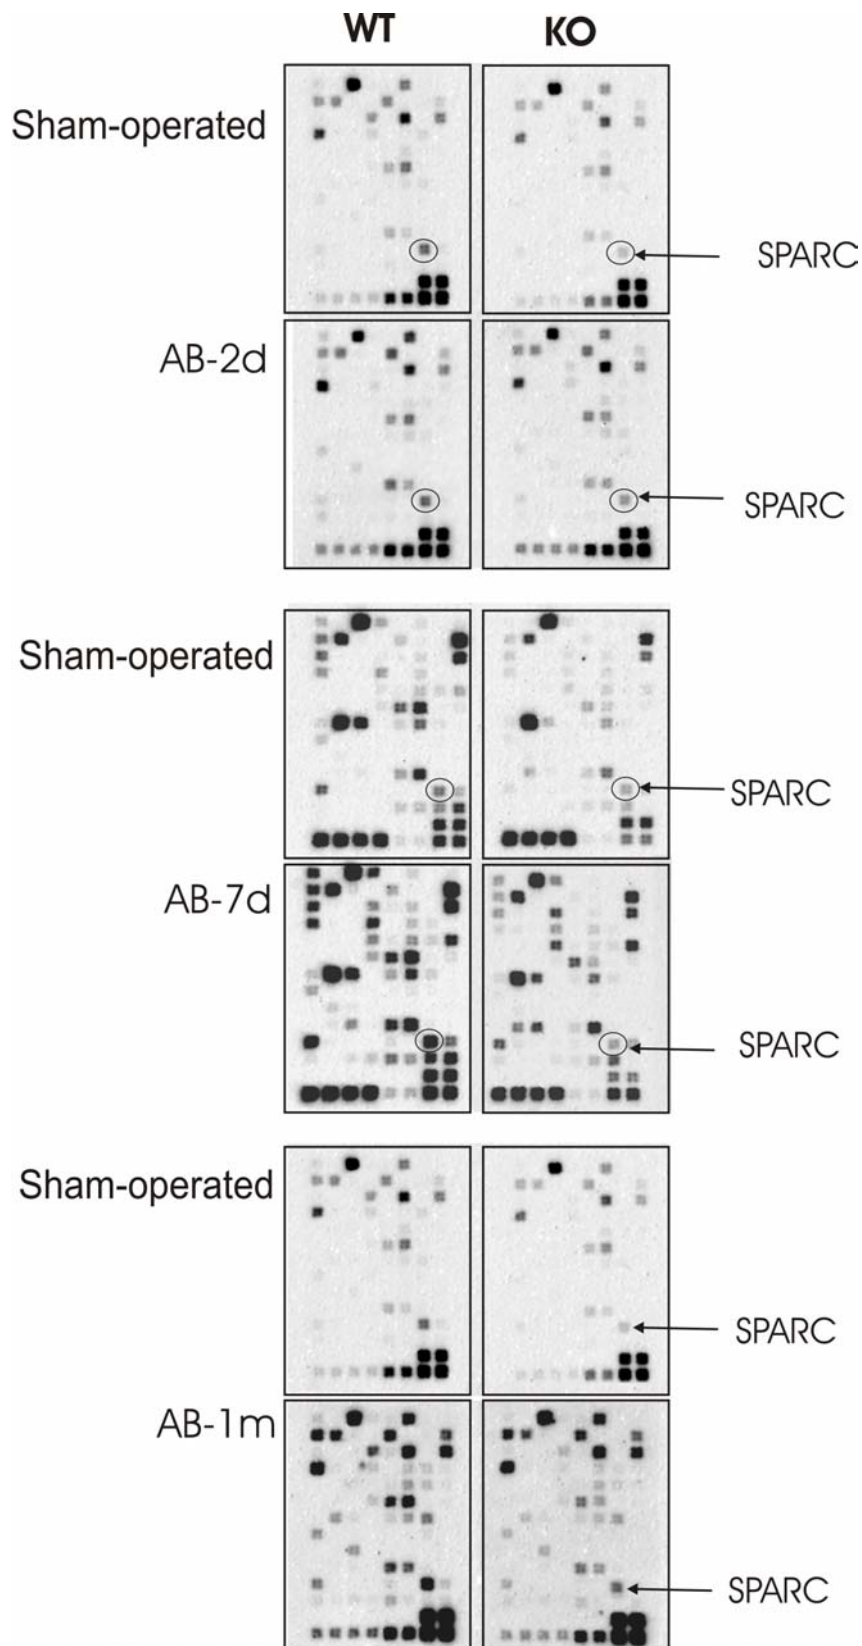 WT KO
Sham-operated
SPARC
AB-2d
SPARC
Sham-operated
SPARC
AB-7d
SPARC
Sham-operated
SPARC
AB-1m
SPARC